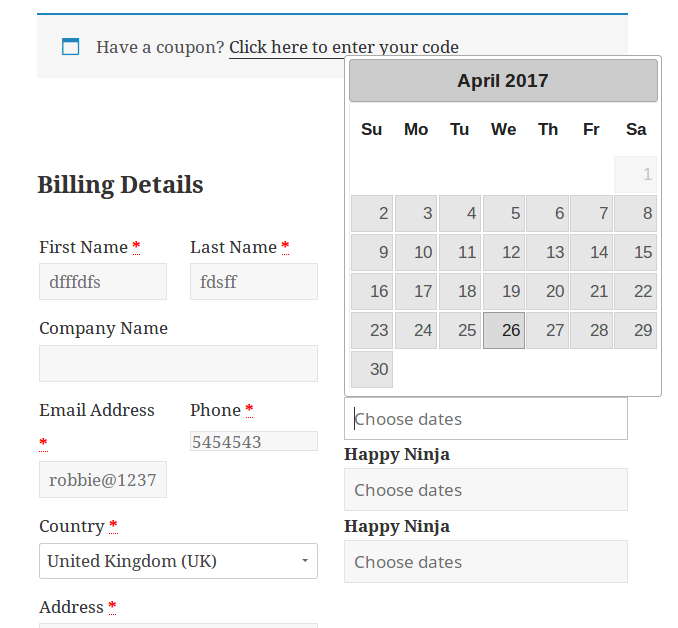 Have a coupon? Click here to enter your code
April 2017
Su Mo Tu We Th Fr Sa
1
2 3 4 5 6 7 8
9 10 11 12 13 14 15
16 17 18 19 20 21 22
23 24 25 26 27 28 29
30
Billing Details
First Name * Last Name *
dfffdfs fdsff
Company Name
Email Address Phone *
*
5454543
robbie@1237
Country *
United Kingdom (UK)
Address *
Choose dates
Happy Ninja
Choose dates
Happy Ninja
Choose dates